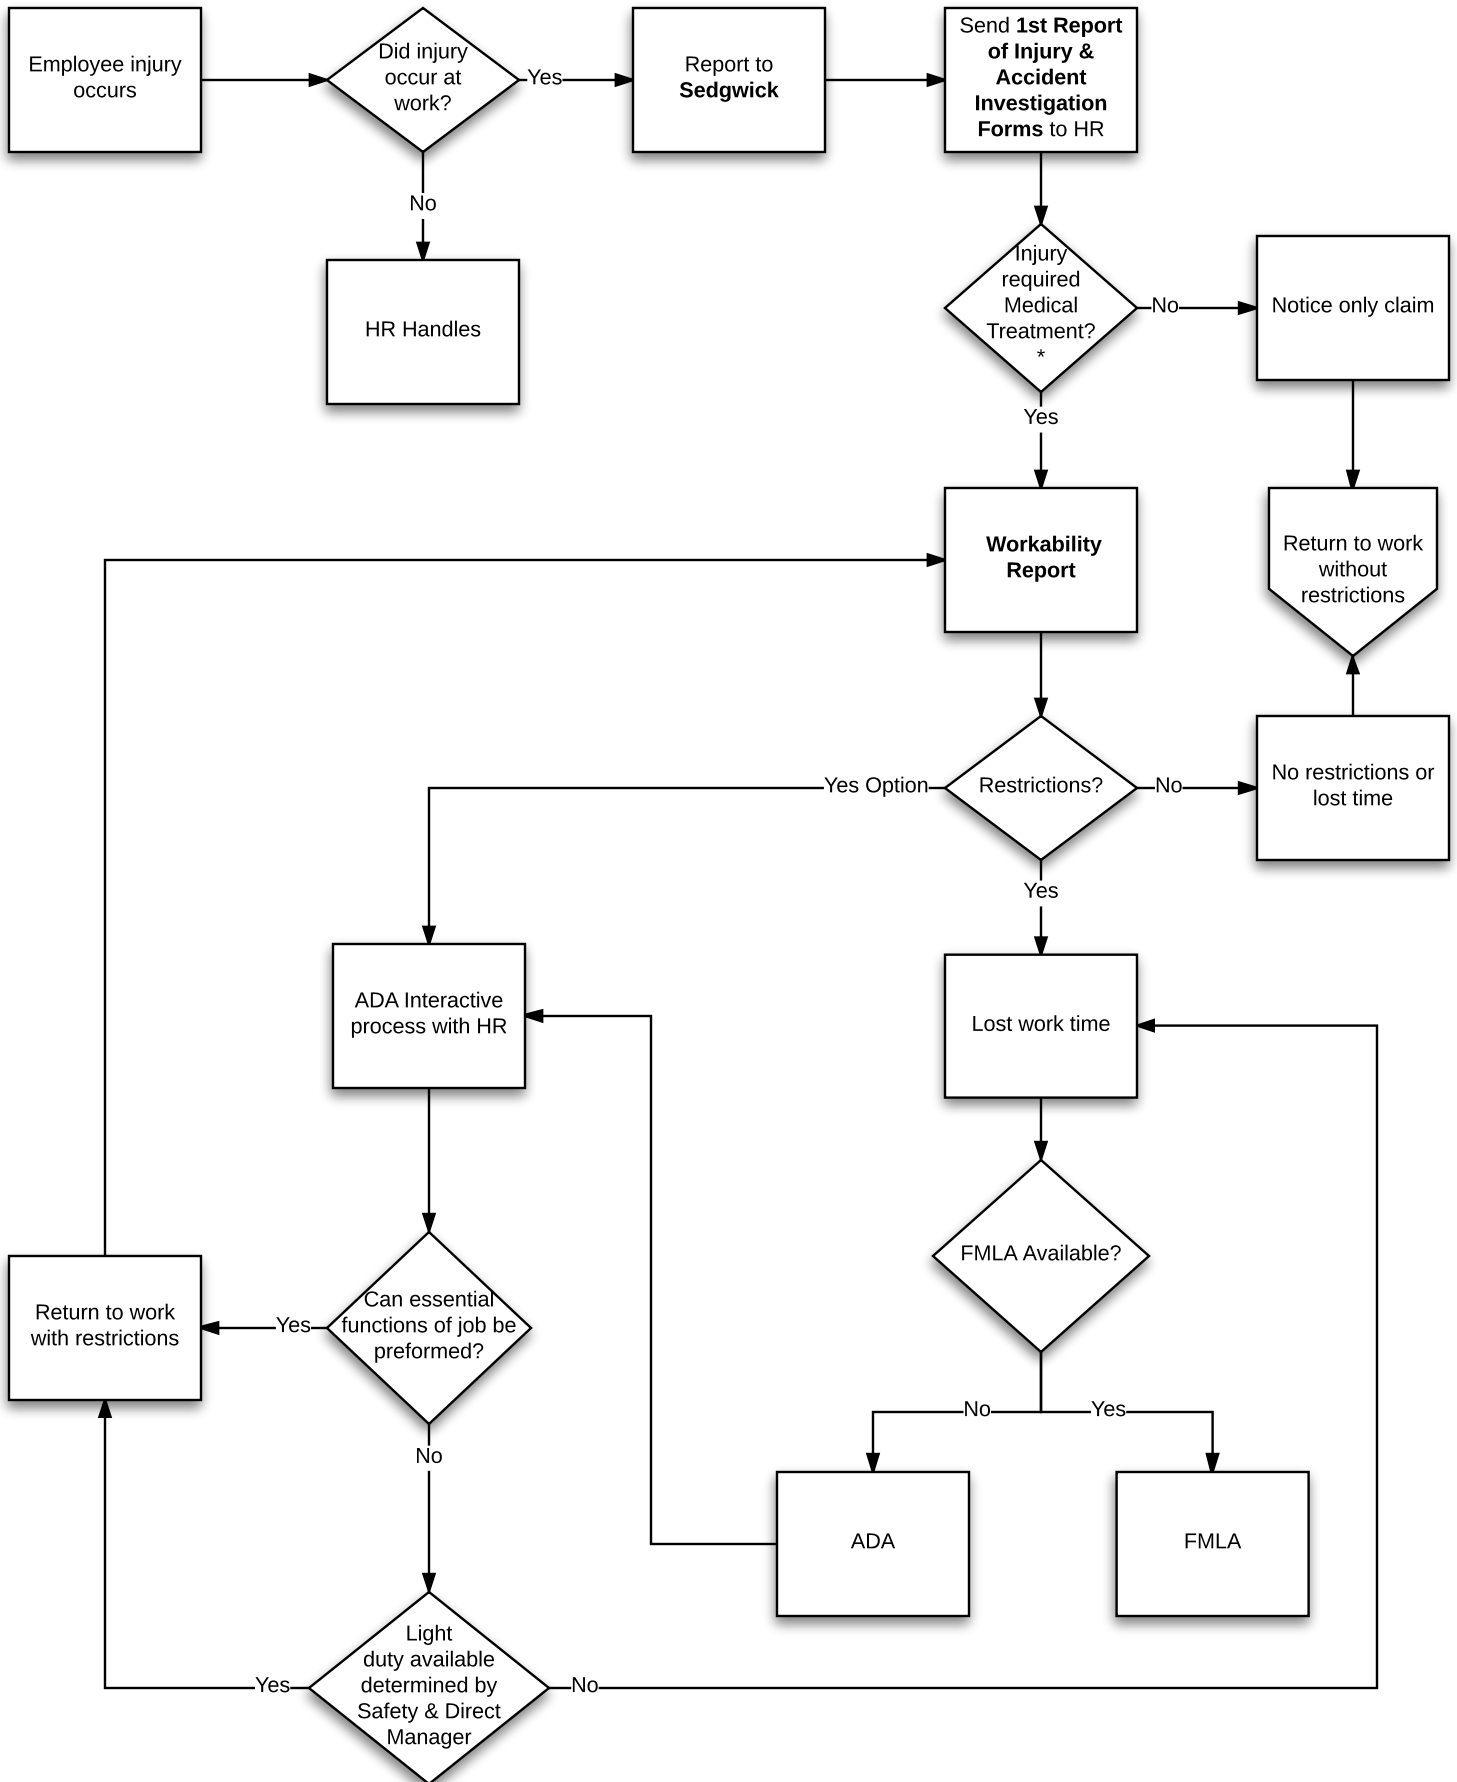 Employee injury
occurs
Did injury
occur at
work?
Yes
Report to
Sedgwick
Send 1st Report
of Injury &
Accident
Investigation
Forms to HR
No
HR Handles
Injury
required
Medical
Treatment?
*
No
Notice only claim
Yes
Workability
Report
Return to work
without
restrictions
Yes Option
Restrictions?
No
No restrictions or
lost time
Yes
ADA Interactive
process with HR
Lost work time
FMLA Available?
Return to work
with restrictions
Yes
Can essential
functions of job be
preformed?
No
Yes
No
ADA
FMLA
Light
duty available
determined by
Safety & Direct
Manager
Yes
No